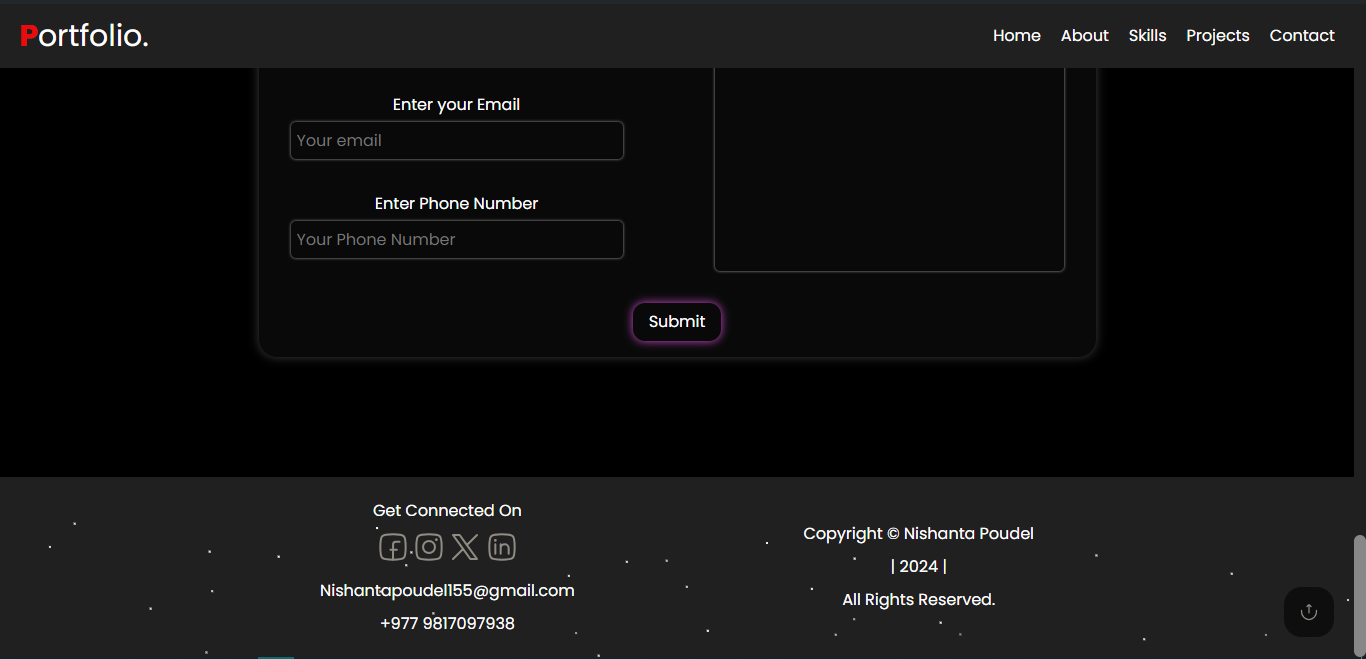 Portfolio.
Home About Skills Projects Contact
Enter your Email
Your email
Enter Phone Number
Your Phone Number
Submit
Get Connected On
Nishantapoudel155@gmail.com
+977 9817097938
Copyright © Nishanta Poudel
| 2024 |
All Rights Reserved.